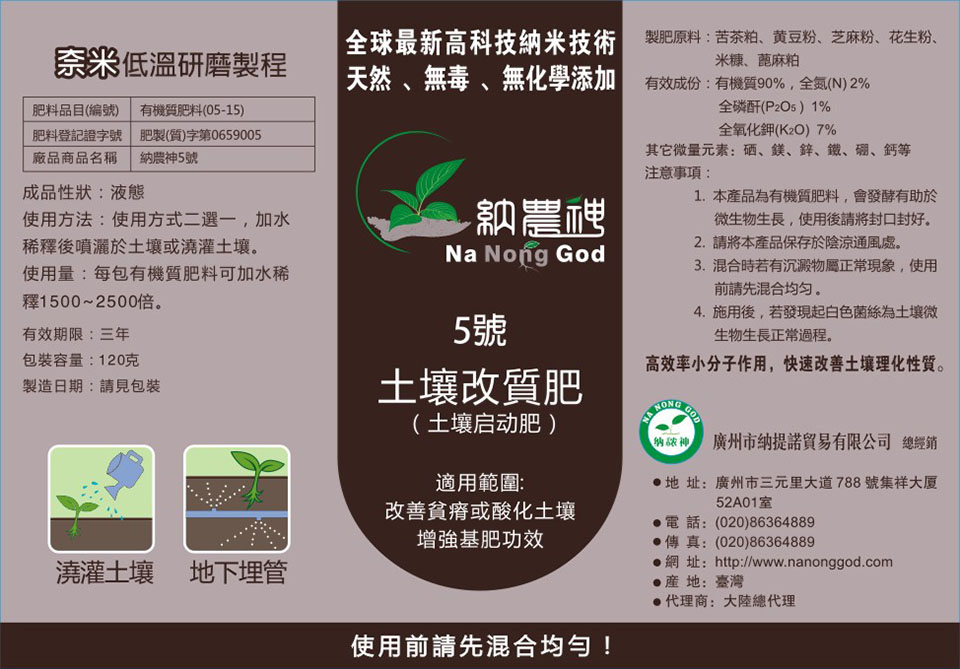 奈米低溫研磨製程
肥料品目(編號) 有機質肥料(05-15)
肥料登記證字號 肥製(質)字第0659005
廠品商品名稱 納農神5號
成品性狀：液態
使用方法：使用方式二選一，加水
稀釋後噴灑於土壤或澆灌土壤。
使用量：每包有機質肥料可加水稀
釋1500~2500倍。
有效期限：三年
包裝容量：120克
製造日期：請見包裝
澆灌土壤
地下埋管
全球最新高科技納米技術
天然、無毒、無化學添加
納農神
Na Nong God
5號
土壤改質肥
（土壤启动肥）
適用範圍:
改善貧瘠或酸化土壤
增強基肥功效
製肥原料：苦茶粕、黄豆粉、芝麻粉、花生粉、
米糠、蓖麻粕
有效成份：有機質90%，全氮(N) 2%
全磷酐(P2O5 ) 1%
全氧化鉀(K2O) 7%
其它微量元素：硒、鎂、鋅、鐵、硼、鈣等
注意事項：
1. 本產品為有機質肥料，會發酵有助於
微生物生長，使用後請將封口封好。
2. 請將本產品保存於陰涼通風處。
3. 混合時若有沉澱物屬正常現象，使用
前請先混合均勻。
4. 施用後，若發現起白色菌絲為土壤微
生物生長正常過程。
高效率小分子作用，快速改善土壤理化性質。
NA NONG GOD
納哝神
廣州市納提諾貿易有限公司 總經銷
●地 址：廣州市三元里大道 788 號集祥大厦
52A01室
●電 話：(020)86364889
●傳 真：(020)86364889
●網 址：http://www.nanonggod.com
●産 地：臺灣
●代理商：大陸總代理
使用前請先混合均勻！